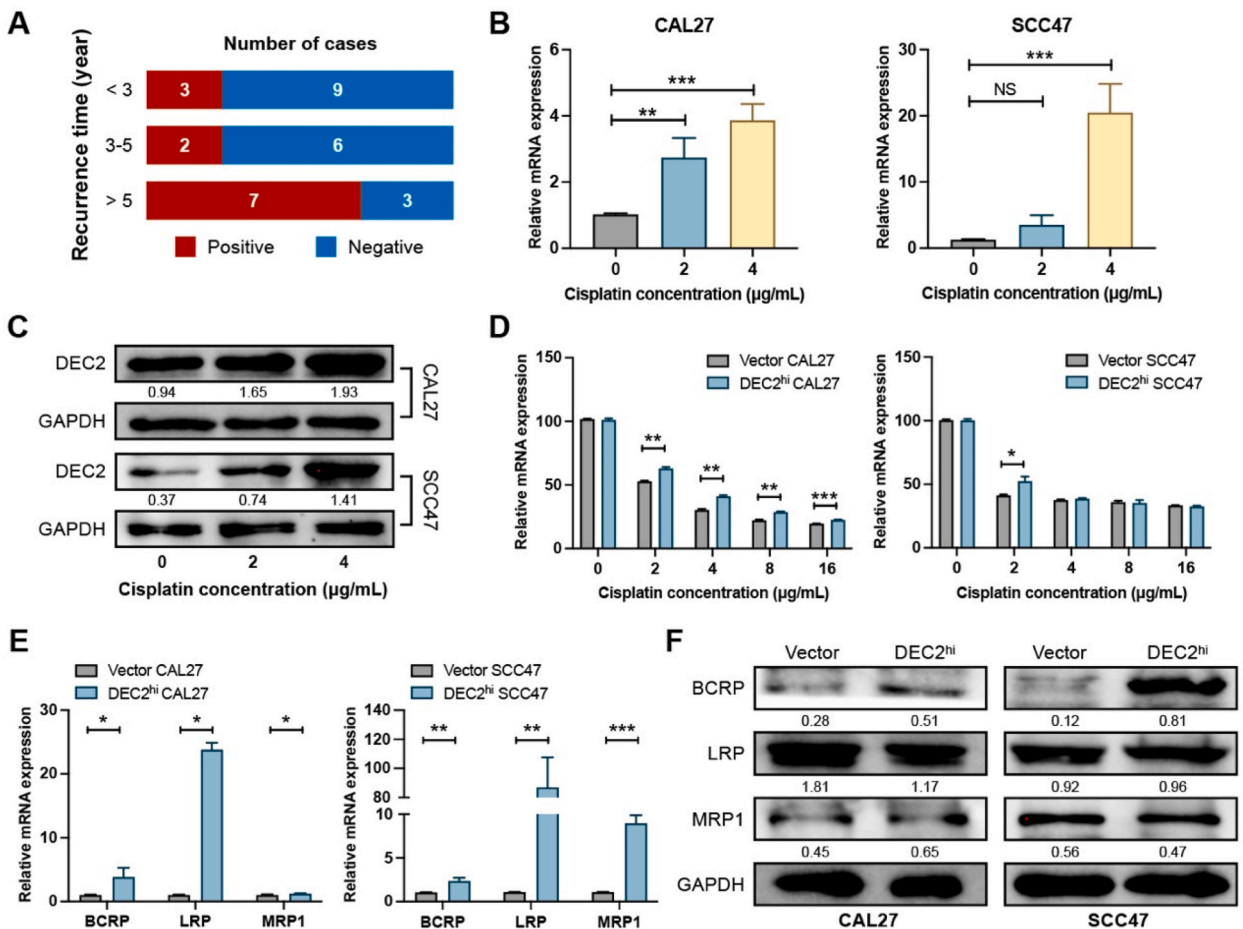 A
Number of cases
Recurrence time (year)
< 3
3
9
3-5
2
6
> 5
7
3
Positive
Negative
B
CAL27
Relative mRNA expression
6
4
2
0
**
***
0
2
4
Cisplatin concentration (µg/mL)
SCC47
Relative mRNA expression
30
20
10
0
NS
***
0
2
4
Cisplatin concentration (µg/mL)
C
DEC2
0.94
1.65
1.93
GAPDH
CAL27
DEC2
0.37
0.74
1.41
GAPDH
SCC47
0
2
4
Cisplatin concentration (µg/mL)
D
Vector CAL27
DEC2hi CAL27
Relative mRNA expression
150
100
50
0
**
**
**
***
0
2
4
8
16
Cisplatin concentration (µg/mL)
Vector SCC47
DEC2hi SCC47
Relative mRNA expression
150
100
50
0
*
0
2
4
8
16
Cisplatin concentration (µg/mL)
E
Vector CAL27
DEC2hi CAL27
Relative mRNA expression
30
20
10
0
*
*
*
BCRP
LRP
MRP1
Vector SCC47
DEC2hi SCC47
Relative mRNA expression
140
120
100
80
10
5
0
**
**
***
BCRP
LRP
MRP1
F
Vector
DEC2hi
Vector
DEC2hi
BCRP
0.28
0.51
0.12
0.81
LRP
1.81
1.17
0.92
0.96
MRP1
0.45
0.65
0.56
0.47
GAPDH
CAL27
SCC47